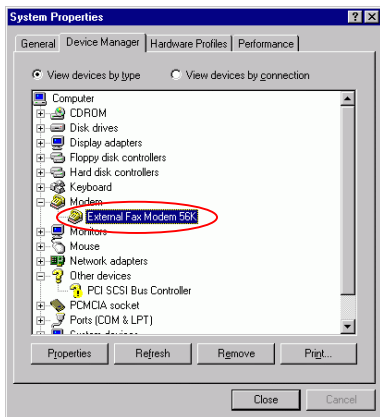 System Properties
General Device Manager Hardware Profiles Performance
View devices by type View devices by connection
Computer
CDROM
Disk drives
Display adapters
Floppy disk controllers
Hard disk controllers
Keyboard
Modem
External Fax Modem 56K
Monitors
Mouse
Network adapters
Other devices
PCI SCSI Bus Controller
PCMCIA socket
Ports (COM & LPT)
System devices
Properties Refresh Remove Print...
Close Cancel